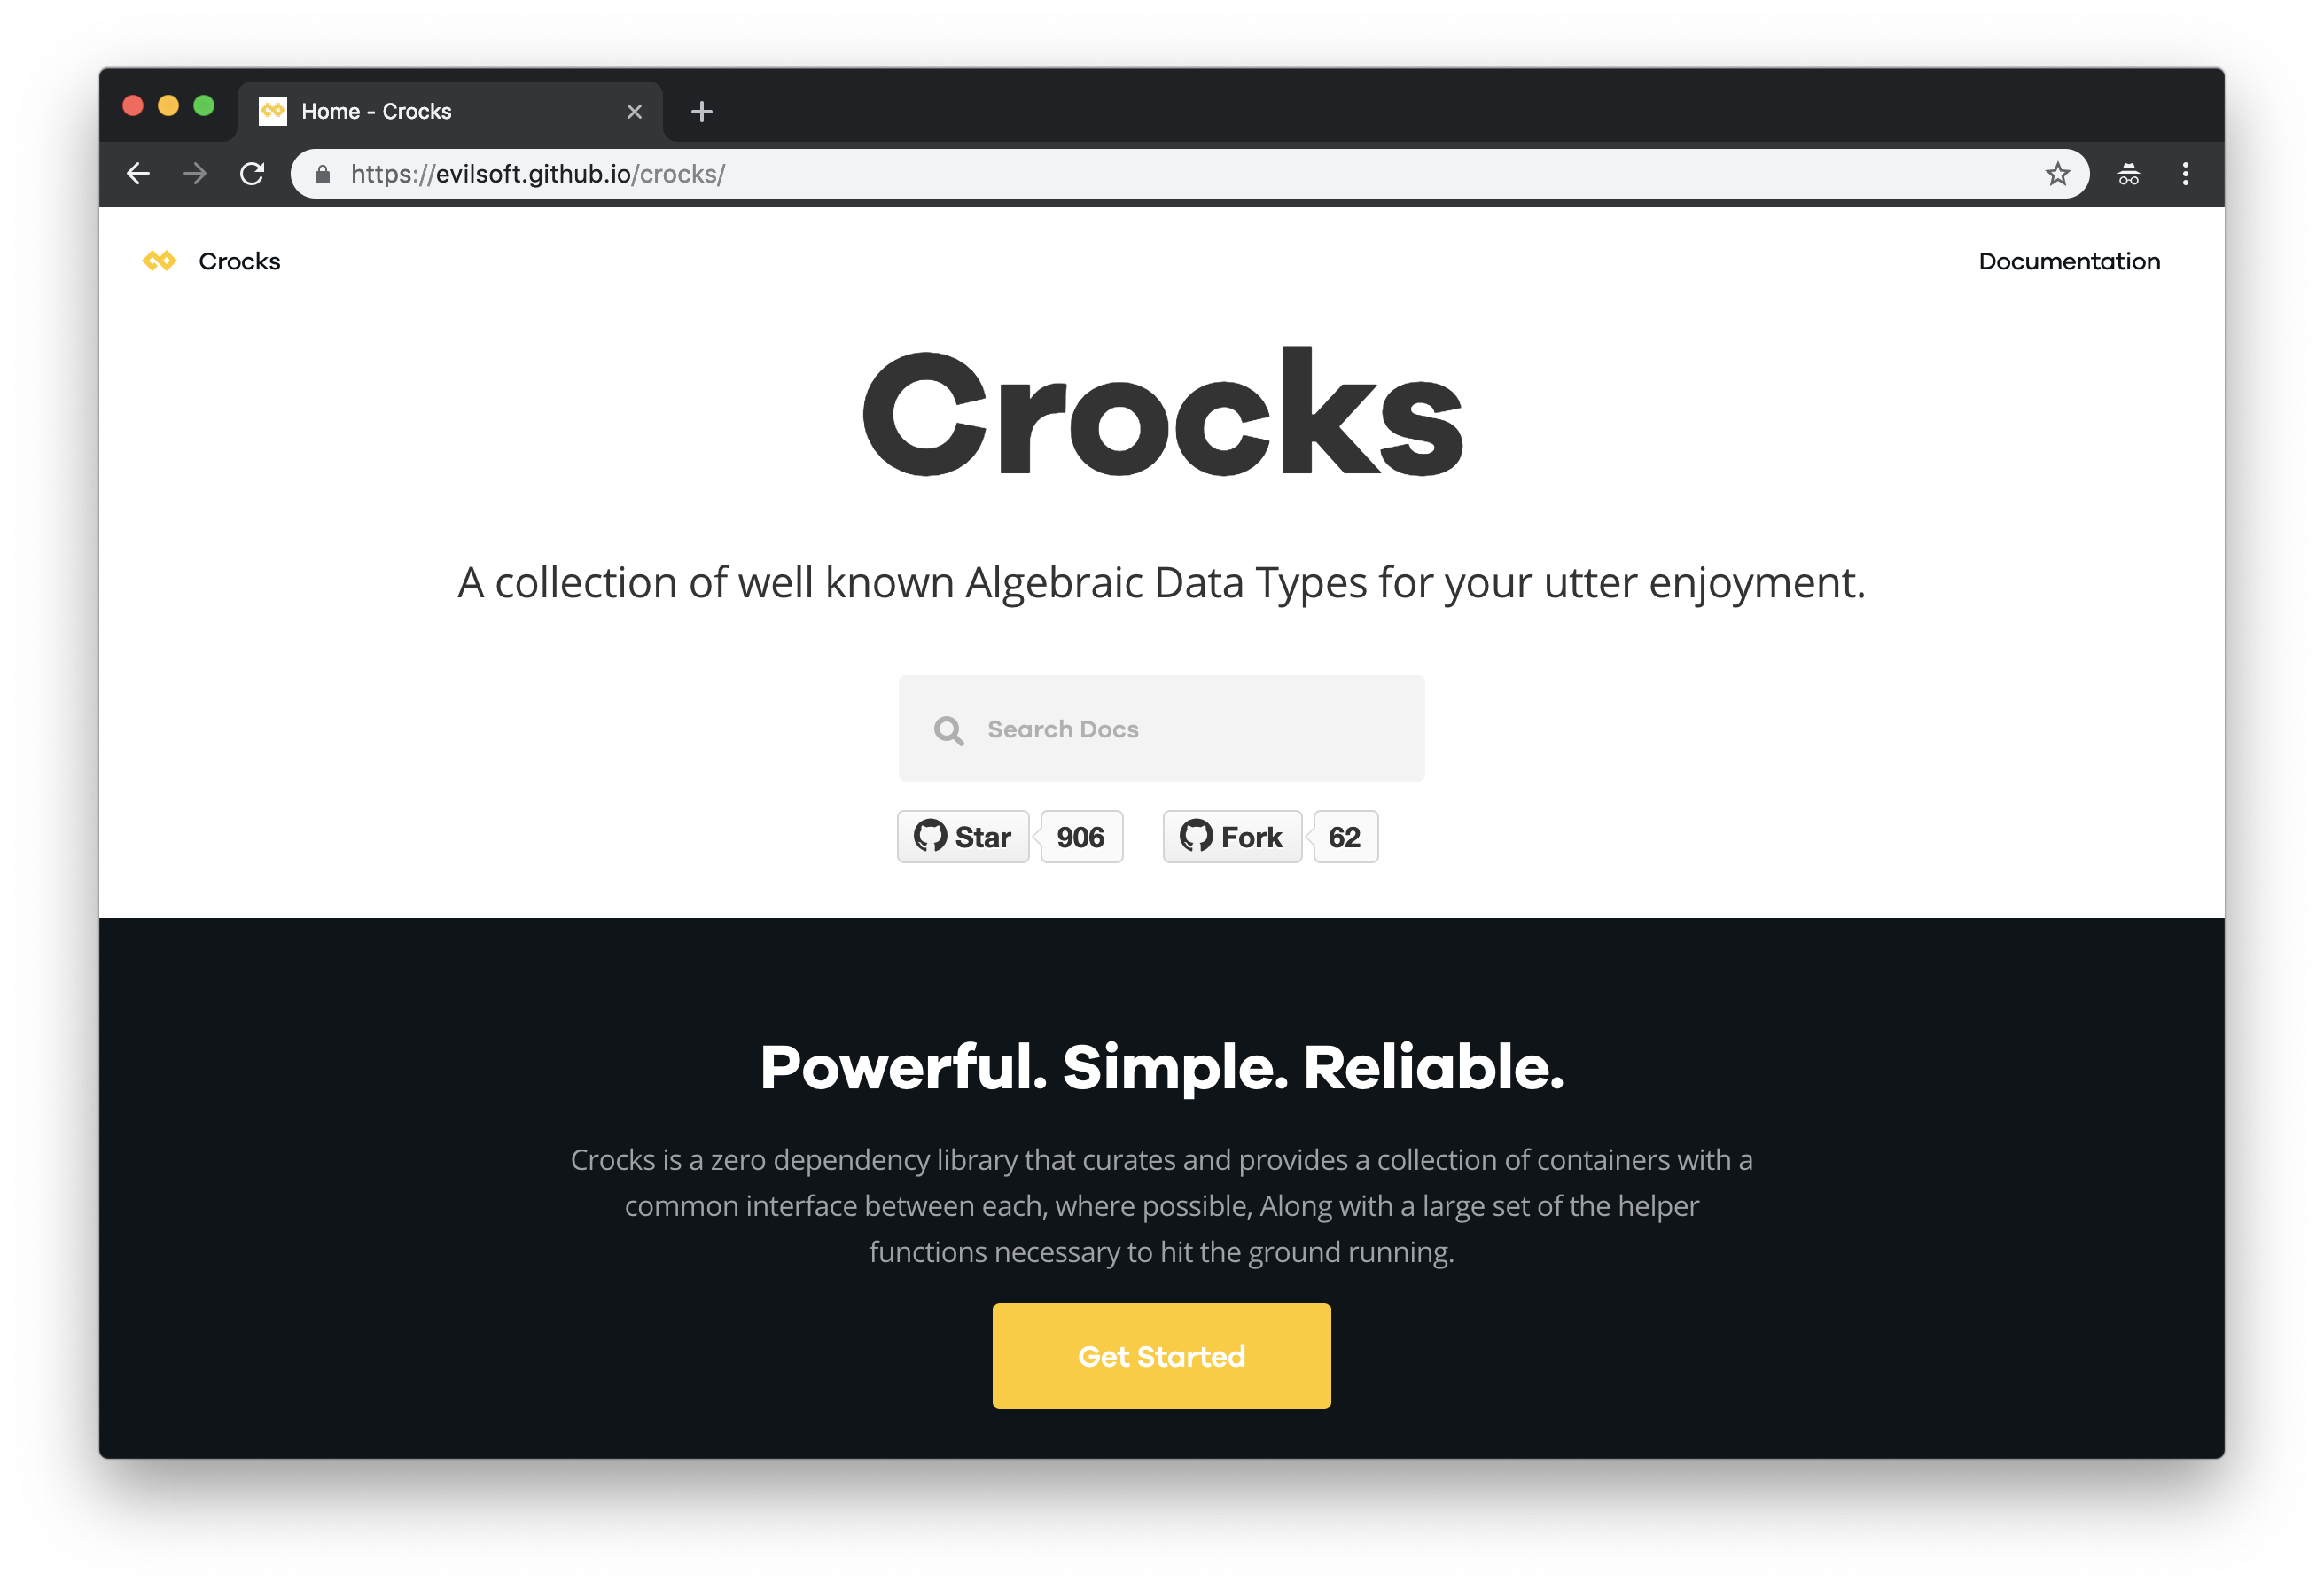 Home - Crocks
https://evilsoft.github.io/crocks/
Crocks
Documentation
Crocks
A collection of well known Algebraic Data Types for your utter enjoyment.
Search Docs
Star 906 Fork 62
Powerful. Simple. Reliable.
Crocks is a zero dependency library that curates and provides a collection of containers with a
common interface between each, where possible, Along with a large set of the helper
functions necessary to hit the ground running.
Get Started